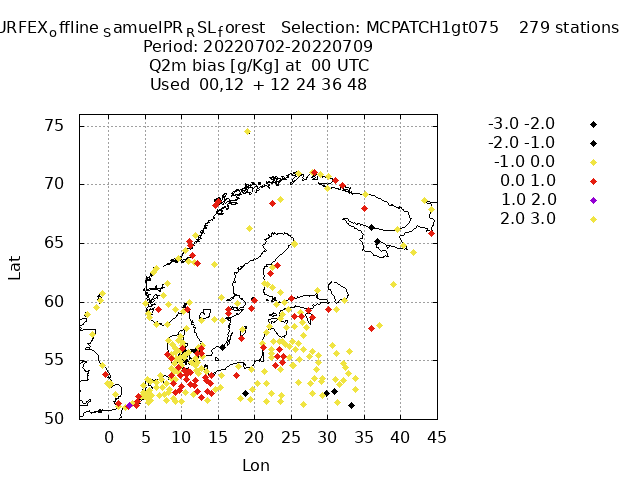 URFEXoffline SamuelPRRSLforest Selection: MCPATCH1gt075 279 stations
Period: 20220702-20220709
Q2m bias [g/Kg] at 00 UTC
Used 00,12 + 12 24 36 48
75
70
65
60
55
50
Lat
0 5 10 15 20 25 30 35 40 45
Lon
-3.0 -2.0
-2.0 -1.0
-1.0 0.0
0.0 1.0
1.0 2.0
2.0 3.0